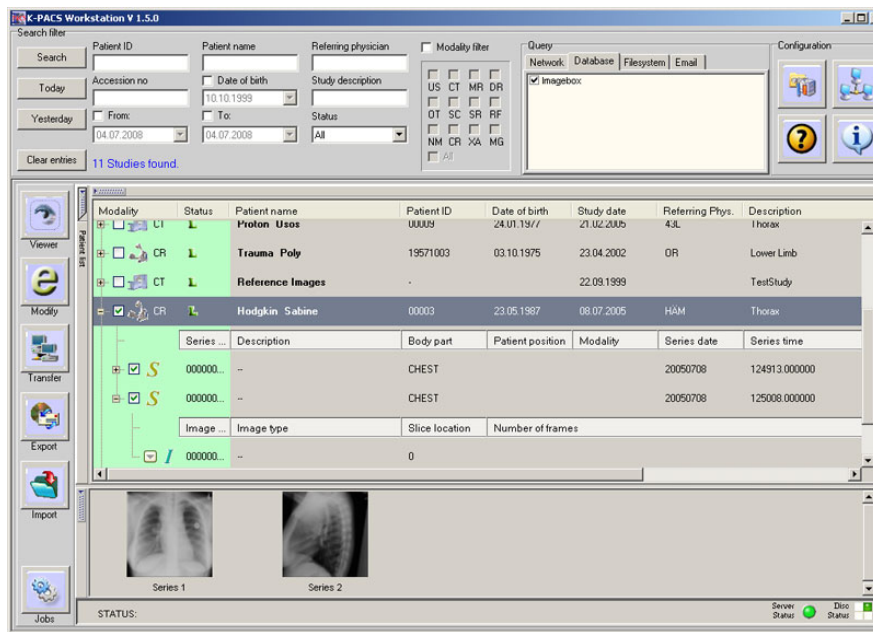 K-PACS Workstation V 1.5.0
Search filter
Search
Patient ID
Patient name
Referring physician
Modality filter
Query
Configuration
Network Database Filesystem Email
Today
Accession no
Date of birth
Study description
US CT MR DR
Imagebox
10.10.1999
Yesterday
From:
To:
Status
OT SC SR RF
04.07.2008
04.07.2008
All
NM CR XA MG
All
Clear entries
11 Studies found.
Viewer
Modify
Transfer
Export
Import
Jobs
Patient list
Modality Status Patient name Patient ID Date of birth Study date Referring Phys. Description
CT 1. Proton Usos 00009 24.01.1977 21.02.2005 43L Thorax
CR 1. Trauma Poly 19571003 03.10.1975 23.04.2002 OR Lower Limb
CT 1. Reference Images - 22.09.1999 TestStudy
CR 1. Hodgkin Sabine 00003 23.05.1987 08.07.2005 HÄM Thorax
Series ... Description Body part Patient position Modality Series date Series time
S 000000... -- CHEST 20050708 124913.000000
S 000000... -- CHEST 20050708 125008.000000
Image ... Image type Slice location Number of frames
I 000000... -- 0
Series 1
Series 2
STATUS:
Server Status
Disc Status